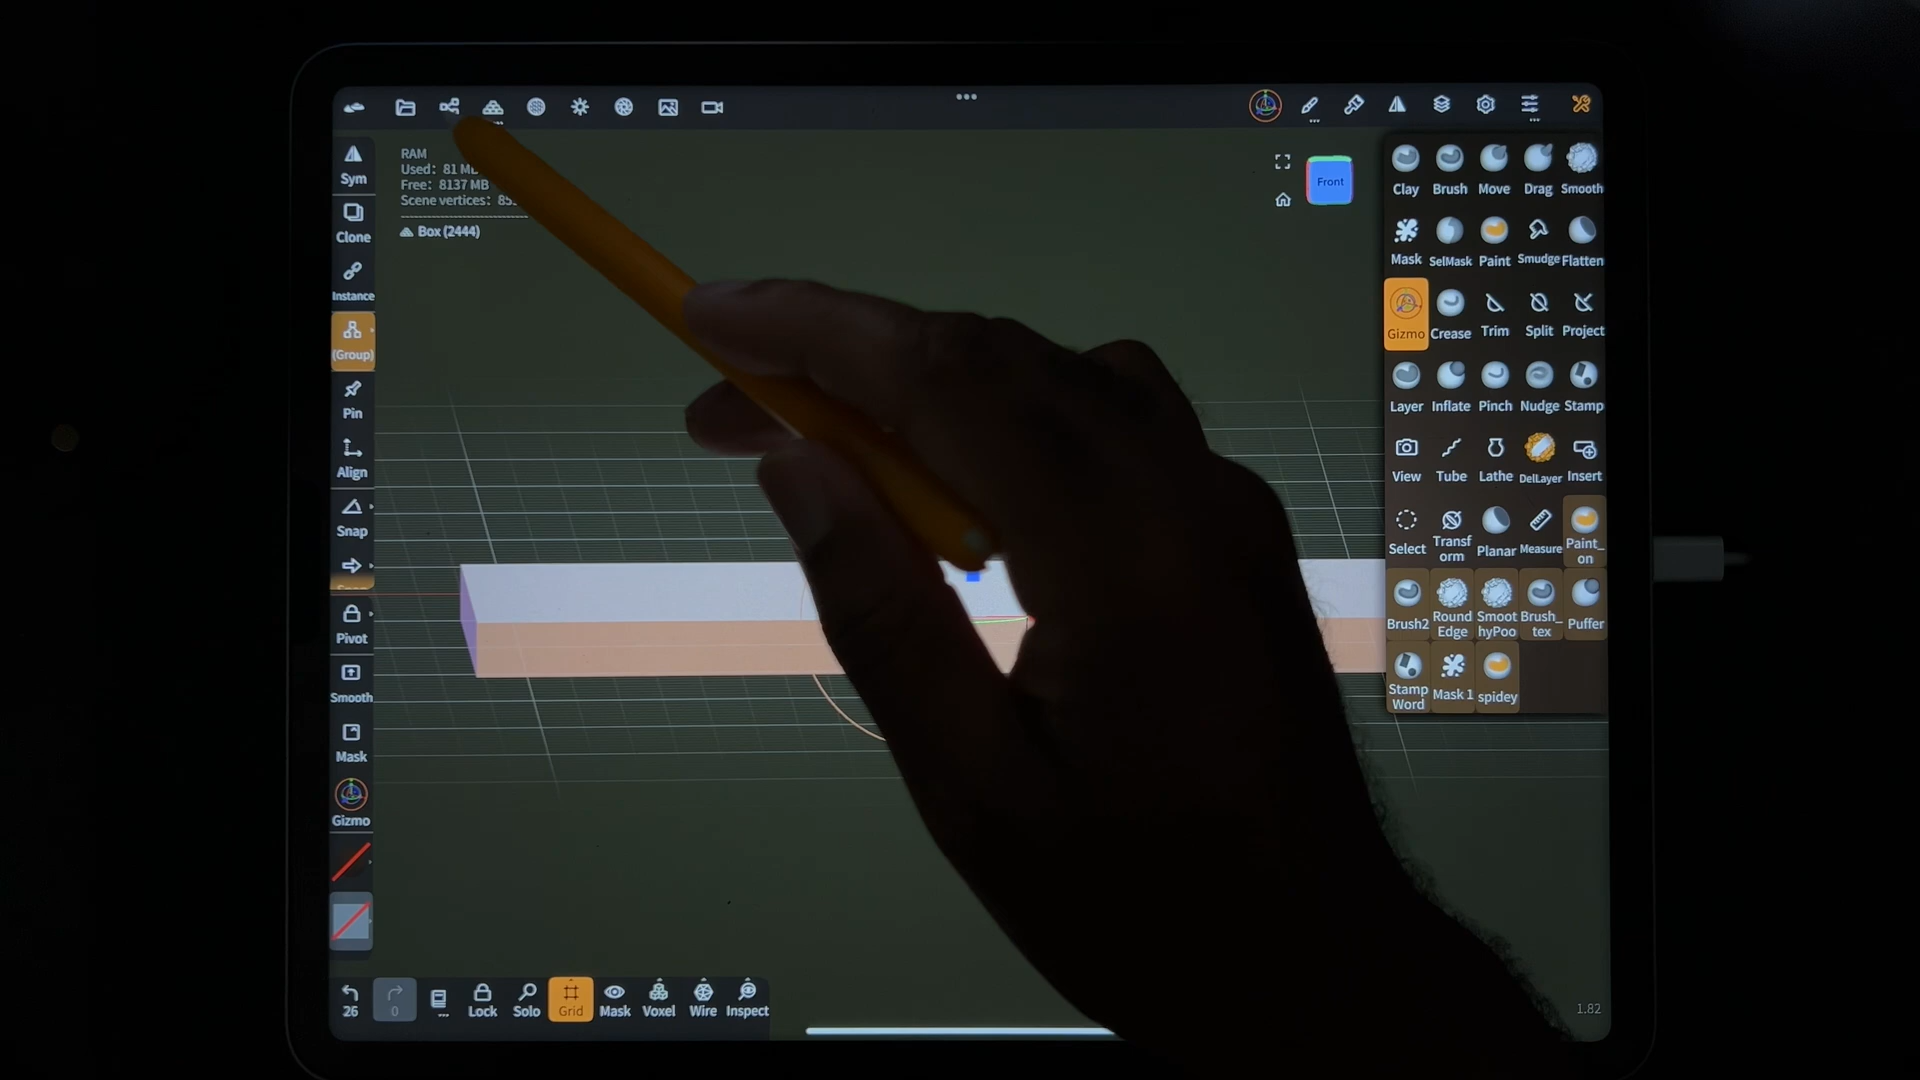 RAM
Used: 81 MB
Free: 8137 MB
Scene vertices:
Box (2444)
Front
Sym
Clone
Instance
(Group)
Pin
Align
Snap
Pivot
Smooth
Mask
Gizmo
Clay Brush Move Drag Smooth
Mask SelMask Paint Smudge Flatten
Gizmo Crease Trim Split Project
Layer Inflate Pinch Nudge Stamp
View Tube Lathe DelLayer Insert
Select Transf
orm Planar Measure Paint_
on
Brush2 Round
Edge Smoot
hyPoo Brush_
tex Puffer
Stamp
Word Mask 1 spidey
26 0 ... Lock Solo Grid Mask Voxel Wire Inspect
1.82